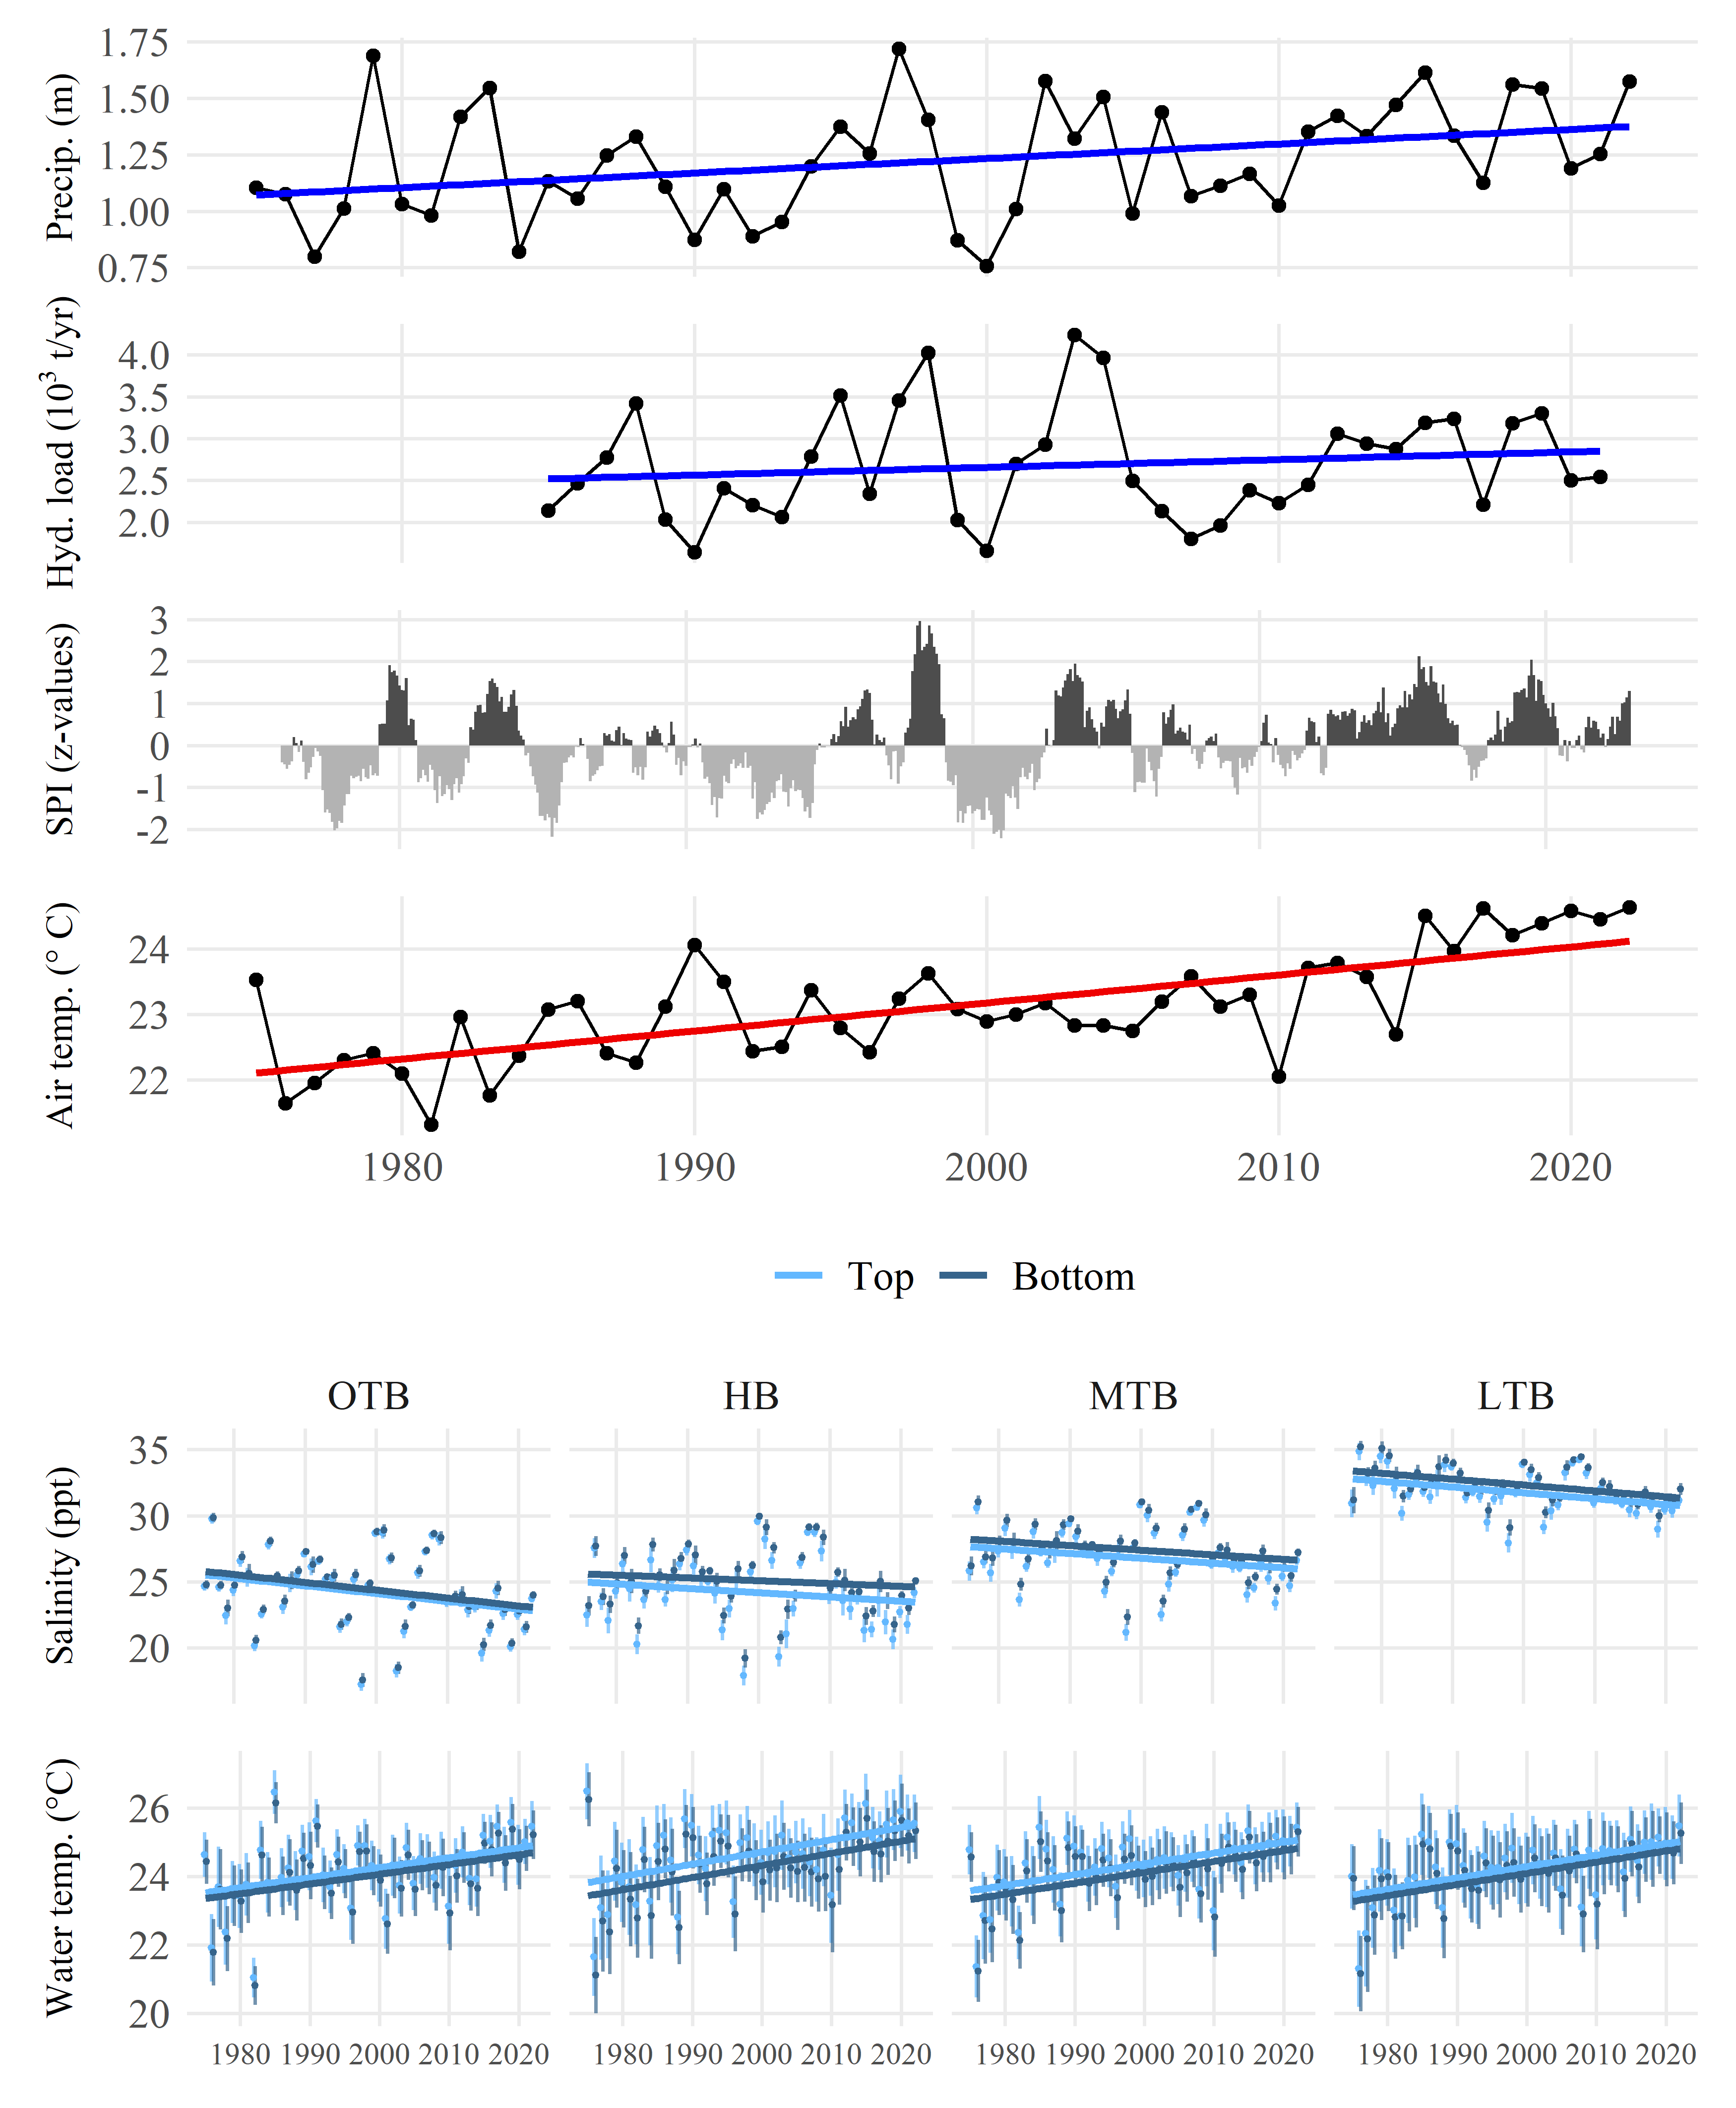 Precip. (m)
1.75
1.50
1.25
1.00
0.75
Hyd. load (10³ t/yr)
4.0
3.5
3.0
2.5
2.0
SPI (z-values)
3
2
1
0
-1
-2
Air temp. (° C)
24
23
22
1980 1990 2000 2010 2020
Top Bottom
OTB HB MTB LTB
Salinity (ppt)
35
30
25
20
Water temp. (°C)
26
24
22
20
1980 1990 2000 2010 2020 1980 1990 2000 2010 2020 1980 1990 2000 2010 2020 1980 1990 2000 2010 2020